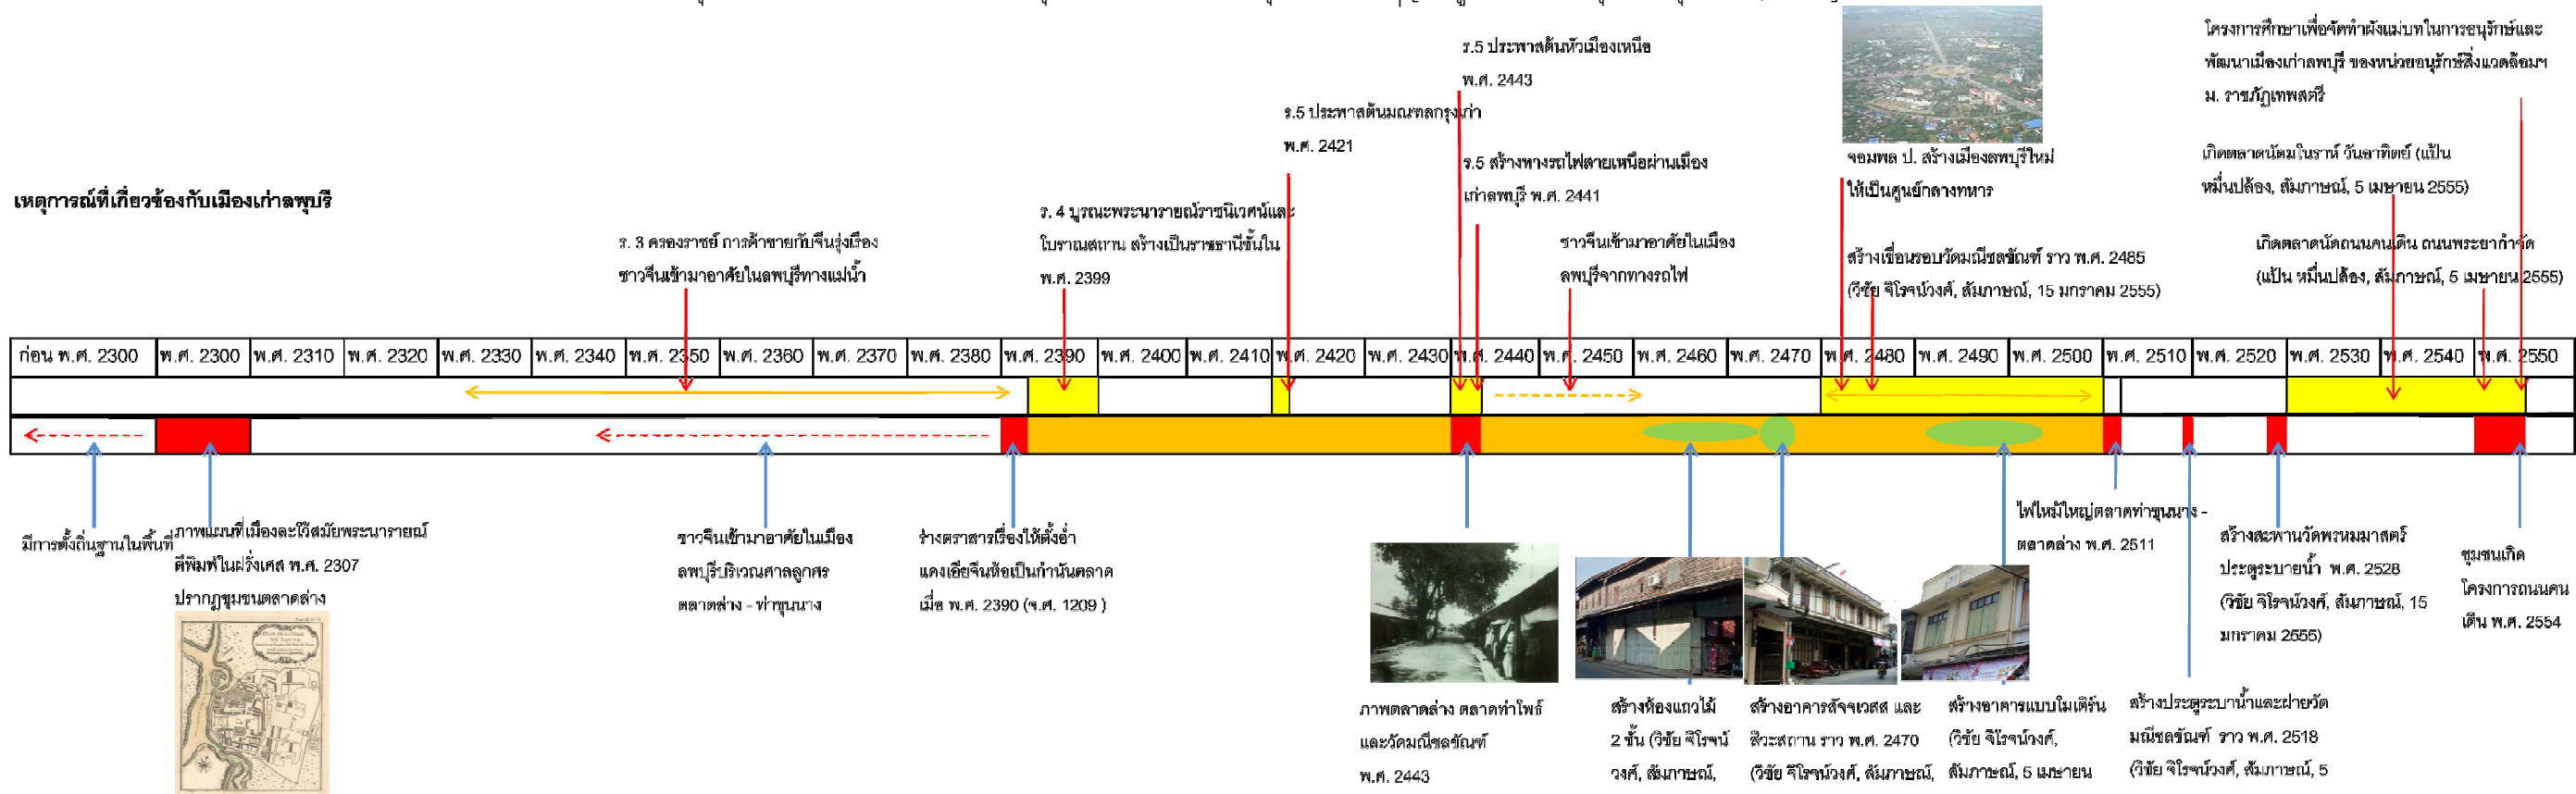 ร.5 ประพาสต้นหัวเมืองเหนือ
พ.ศ. 2443
โครงการศึกษาเพื่อจัดทำผังแม่บทในการอนุรักษ์และ
พัฒนาเมืองเก่าลพบุรี ของหน่วยอนุรักษ์สิ่งแวดล้อมฯ
ม. ราชภัฏเทพสตรี
ร.5 ประพาสต้นมณฑลกรุงเก่า
พ.ศ. 2421
ร.5 สร้างทางรถไฟสายเหนือผ่านเมือง
เก่าลพบุรี พ.ศ. 2441
จอมพล ป. สร้างเมืองลพบุรีใหม่
ให้เป็นศูนย์กลางทหาร
เกิดตลาดนัดมโนราห์ วันอาทิตย์ (แป้น
หมื่นปล้อง, สัมภาษณ์, 5 เมษายน 2555)
เหตุการณ์ที่เกี่ยวข้องกับเมืองเก่าลพบุรี
ร. 3 ครองราชย์ การค้าขายกับจีนรุ่งเรือง
ชาวจีนเข้ามาอาศัยในลพบุรีทางแม่น้ำ
ร. 4 บูรณะพระนารายณ์ราชนิเวศน์และ
โบราณสถาน สร้างเป็นราชธานีชั้นใน
พ.ศ. 2399
ชาวจีนเข้ามาอาศัยในเมือง
ลพบุรีจากทางรถไฟ
สร้างเขื่อนรอบวัดมณีชลขัณฑ์ ราว พ.ศ. 2485
(วิชัย จิโรจน์วงศ์, สัมภาษณ์, 15 มกราคม 2555)
เกิดตลาดนัดถนนคนเดิน ถนนพระยากำจัด
(แป้น หมื่นปล้อง, สัมภาษณ์, 5 เมษายน 2555)
ก่อน พ.ศ. 2300 พ.ศ. 2300 พ.ศ. 2310 พ.ศ. 2320 พ.ศ. 2330 พ.ศ. 2340 พ.ศ. 2350 พ.ศ. 2360 พ.ศ. 2370 พ.ศ. 2380 พ.ศ. 2390 พ.ศ. 2400 พ.ศ. 2410 พ.ศ. 2420 พ.ศ. 2430 พ.ศ. 2440 พ.ศ. 2450 พ.ศ. 2460 พ.ศ. 2470 พ.ศ. 2480 พ.ศ. 2490 พ.ศ. 2500 พ.ศ. 2510 พ.ศ. 2520 พ.ศ. 2530 พ.ศ. 2540 พ.ศ. 2550
มีการตั้งถิ่นฐานในพื้นที่
ภาพแผนที่เมืองละโว้สมัยพระนารายณ์
ตีพิมพ์ในฝรั่งเศส พ.ศ. 2307
ปรากฏชุมชนตลาดล่าง
ชาวจีนเข้ามาอาศัยในเมือง
ลพบุรีบริเวณศาลลูกศร
ตลาดล่าง - ท่าขุนนาง
ร่างตราสารเรื่องให้ตั้งอำ
แดงเอียจีนห้อเป็นกำนันตลาด
เมื่อ พ.ศ. 2390 (จ.ศ. 1209 )
ภาพตลาดล่าง ตลาดท่าโพธิ์
และวัดมณีชลขัณฑ์
พ.ศ. 2443
สร้างห้องแถวไม้
2 ชั้น (วิชัย จิโรจน์
วงศ์, สัมภาษณ์,
สร้างอาคารสัจจเวสส และ
สิวะสถาน ราว พ.ศ. 2470
(วิชัย จิโรจน์วงศ์, สัมภาษณ์,
สร้างอาคารแบบโมเดิร์น
(วิชัย จิโรจน์วงศ์,
สัมภาษณ์, 5 เมษายน
ไฟไหม้ใหญ่ตลาดท่าขุนนาง -
ตลาดล่าง พ.ศ. 2511
สร้างประตูระบาน้ำและฝายวัด
มณีชลขัณฑ์ ราว พ.ศ. 2518
(วิชัย จิโรจน์วงศ์, สัมภาษณ์, 5
สร้างสะพานวัดพรหมมาสตร์
ประตูระบายน้ำ พ.ศ. 2528
(วิชัย จิโรจน์วงศ์, สัมภาษณ์, 15
มกราคม 2555)
ชุมชนเกิด
โครงการถนนคน
เดิน พ.ศ. 2554